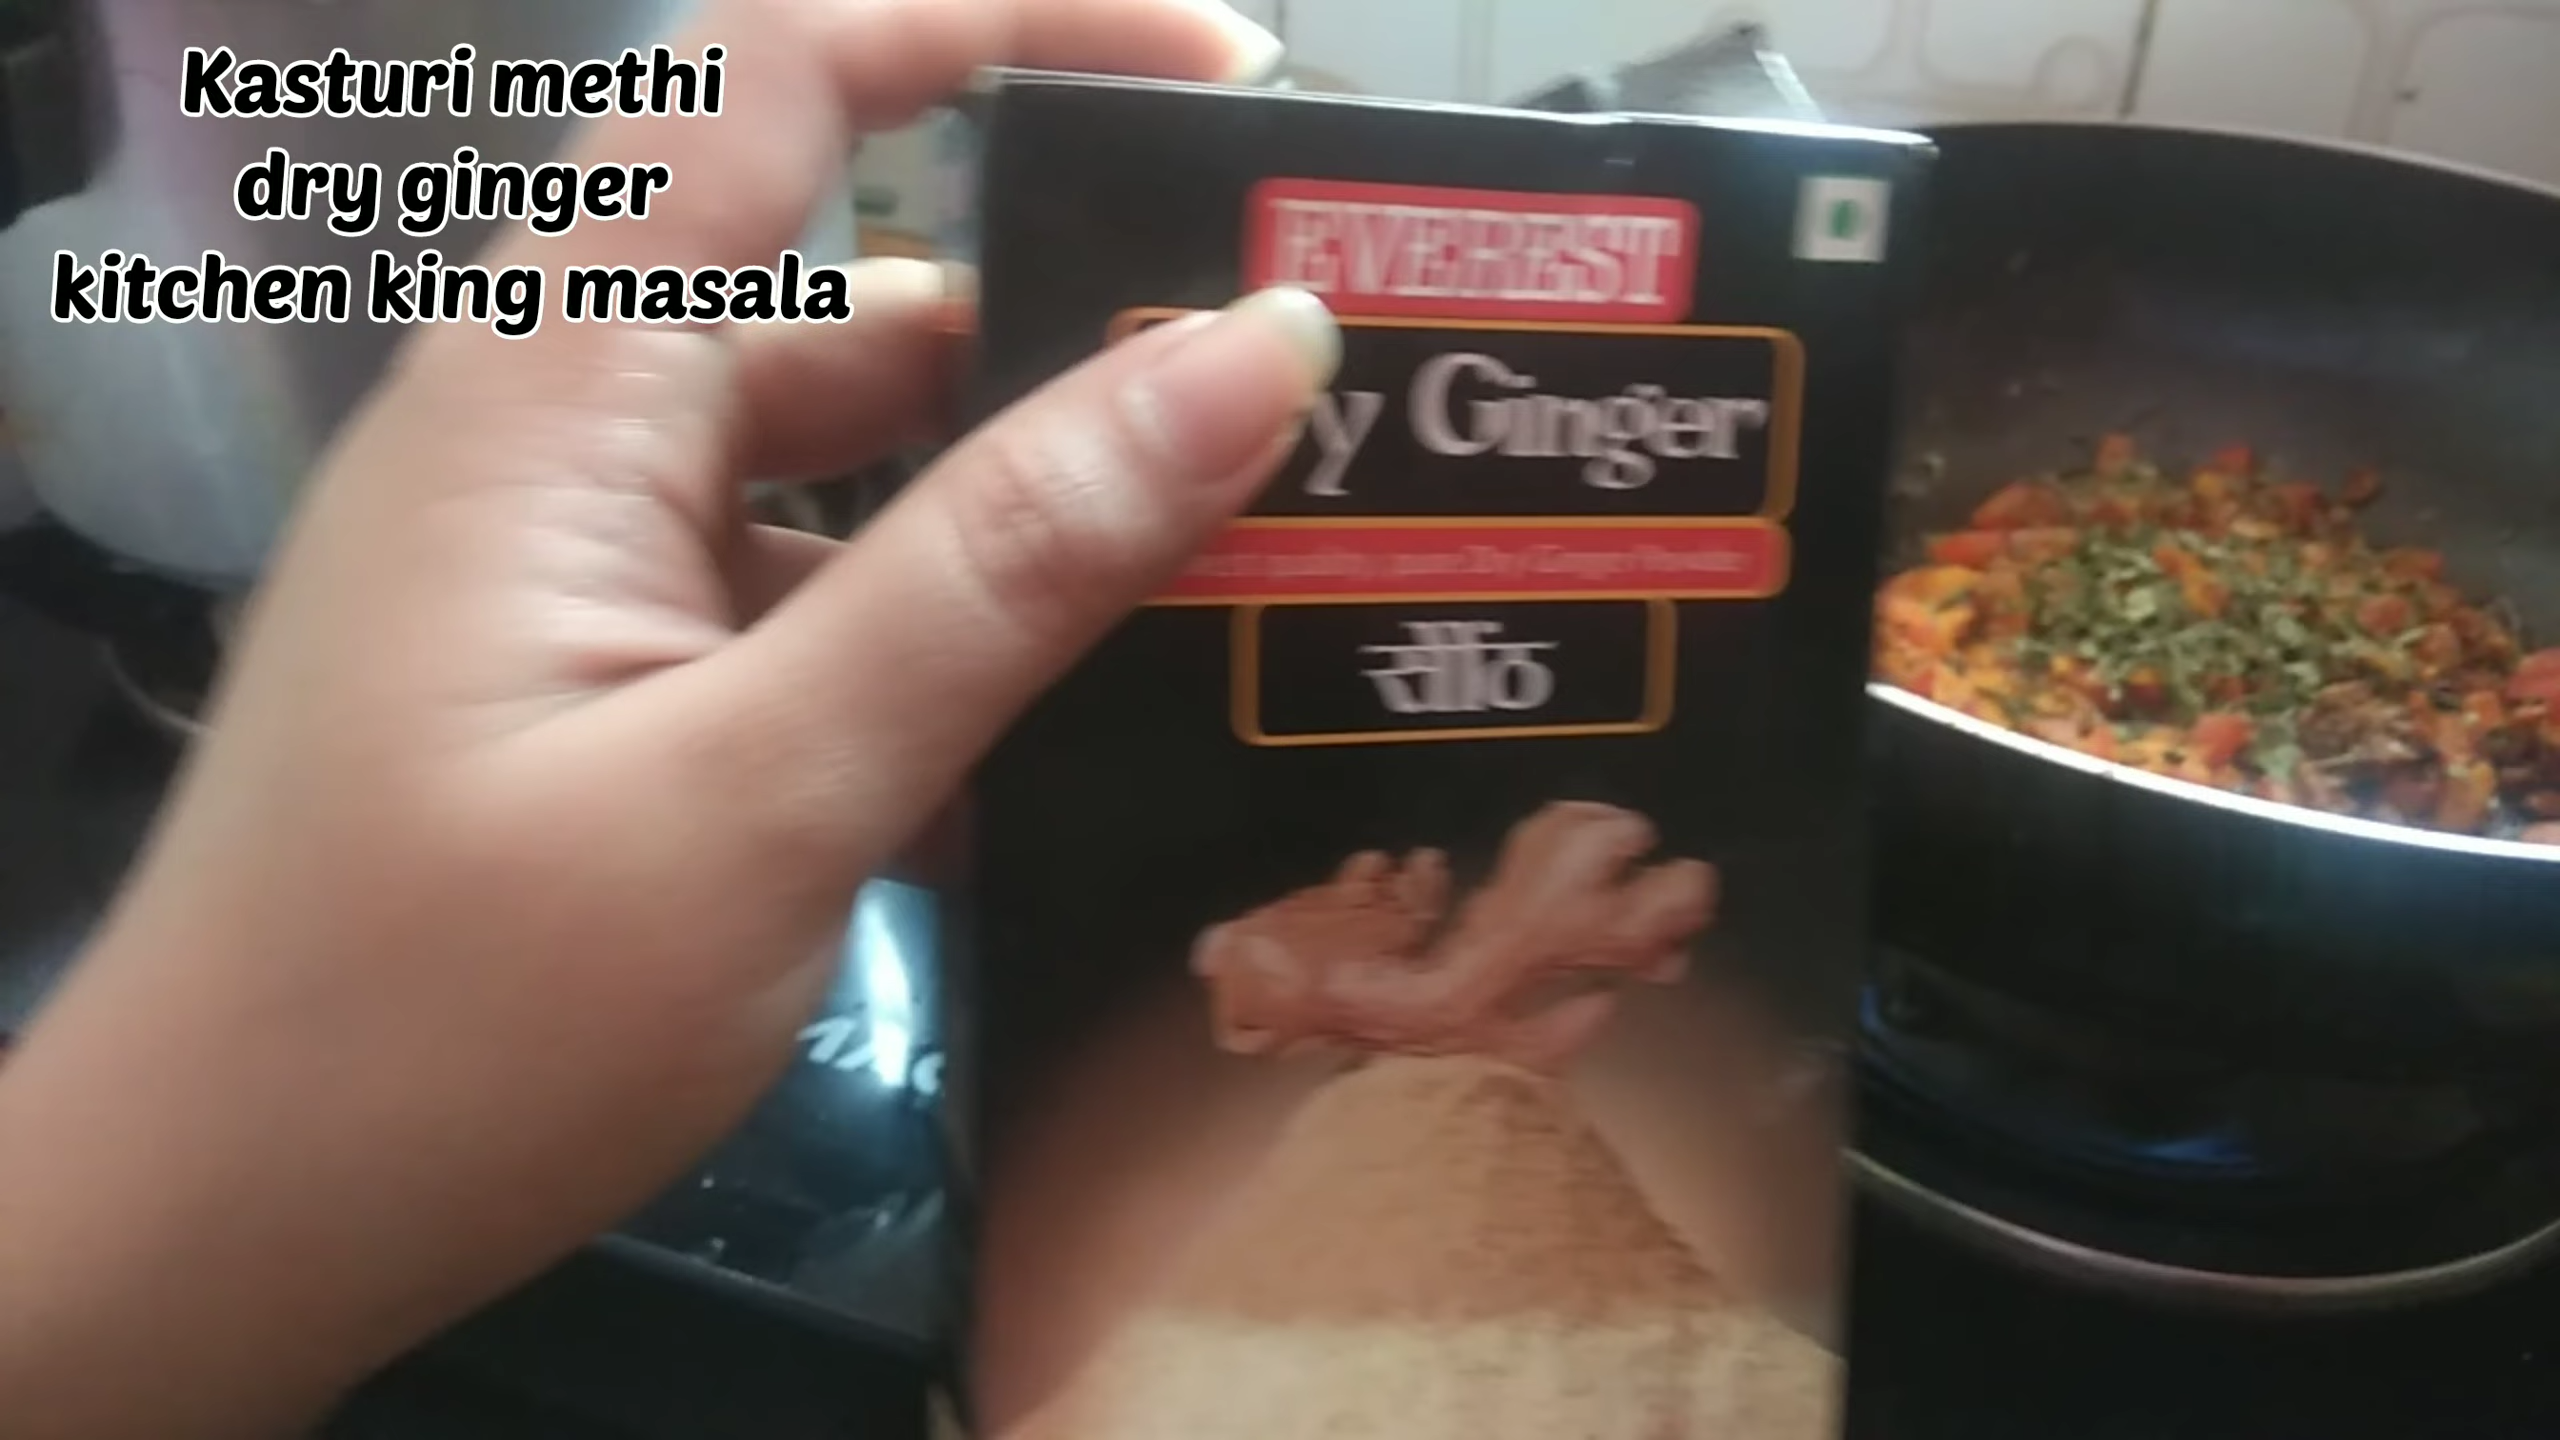 Kasturi methi
dry ginger
kitchen king masala
EVEREST
Ginger
सोंठ